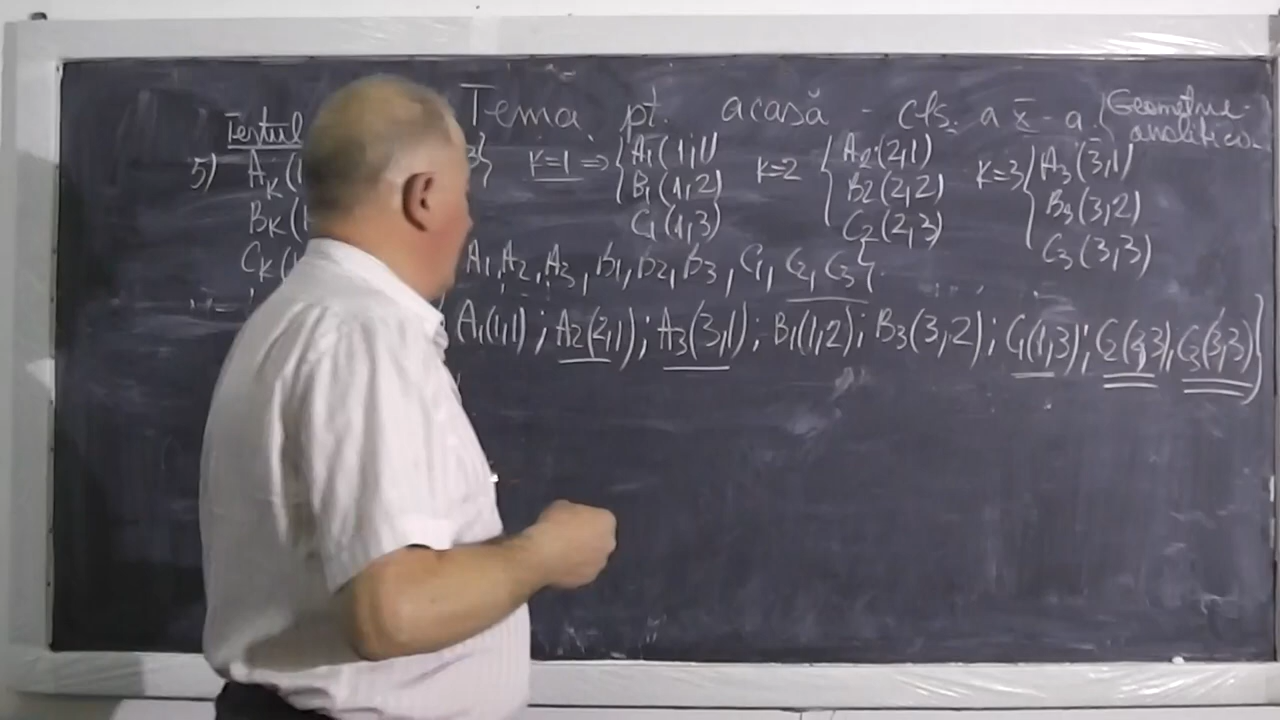 Tema pt. acasă - cls. a X-a. Geometrie analitică
Testul
5) A_K(1 3} K=1 => { A1(1,1) K=2 { A2(2,1) K=3 { A3(3,1)
B_K( B1(1,2) B2(2,2) B3(3,2)
C_K(1 C1(1,3) C2(2,3) C3(3,3)
A1, A2, A3, B1, B2, B3, C1, C2, C3}.
A1(1,1); A2(2,1); A3(3,1); B1(1,2); B3(3,2); C1(1,3); C2(2,3); C3(3,3)}